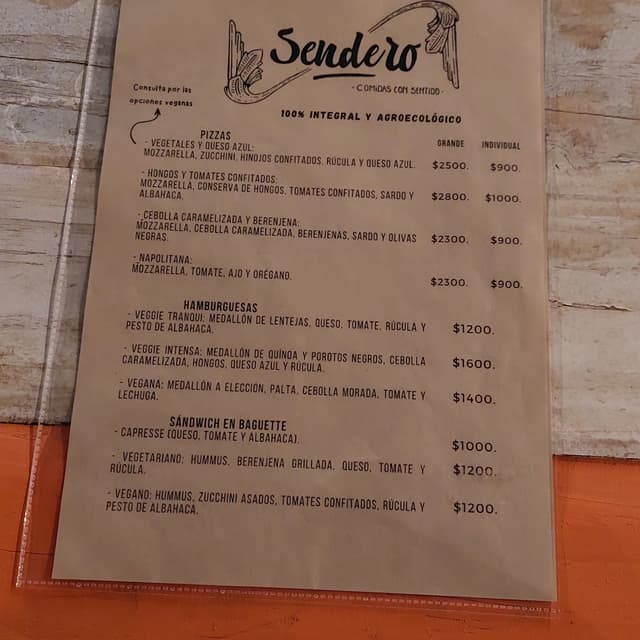 Sendero
- COMIDAS CON SENTIDO -
Consulta por las
opciones veganas
100% INTEGRAL Y AGROECOLÓGICO
PIZZAS GRANDE INDIVIDUAL
- VEGETALES Y QUESO AZUL:
MOZZARELLA, ZUCCHINI, HINOJOS CONFITADOS, RÚCULA Y QUESO AZUL. $2500. $900.
- HONGOS Y TOMATES CONFITADOS:
MOZZARELLA, CONSERVA DE HONGOS, TOMATES CONFITADOS, SARDO Y $2800. $1000.
ALBAHACA.
- CEBOLLA CARAMELIZADA Y BERENJENA:
MOZZARELLA, CEBOLLA CARAMELIZADA, BERENJENAS, SARDO Y OLIVAS $2300. $900.
NEGRAS.
- NAPOLITANA:
MOZZARELLA, TOMATE, AJO Y ORÉGANO. $2300. $900.
HAMBURGUESAS
- VEGGIE TRANQUI: MEDALLÓN DE LENTEJAS, QUESO, TOMATE, RÚCULA Y $1200.
PESTO DE ALBAHACA.
- VEGGIE INTENSA: MEDALLÓN DE QUÍNOA Y POROTOS NEGROS, CEBOLLA $1600.
CARAMELIZADA, HONGOS, QUESO AZUL Y RÚCULA.
- VEGANA: MEDALLÓN A ELECCIÓN, PALTA, CEBOLLA MORADA, TOMATE Y $1400.
LECHUGA.
SÁNDWICH EN BAGUETTE
- CAPRESSE (QUESO, TOMATE Y ALBAHACA). $1000.
- VEGETARIANO: HUMMUS, BERENJENA GRILLADA, QUESO, TOMATE Y $1200.
RÚCULA.
- VEGANO: HUMMUS, ZUCCHINI ASADOS, TOMATES CONFITADOS, RÚCULA Y $1200.
PESTO DE ALBAHACA.